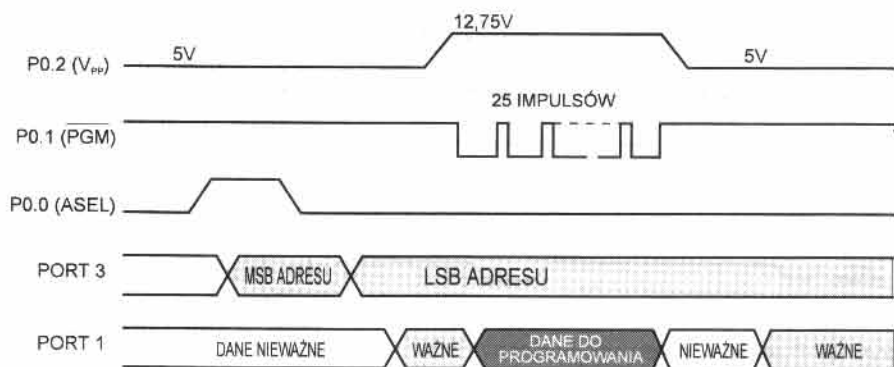 12,75V
P0.2 (VPP) 5V 5V
25 IMPULSÓW
P0.1 (PGM)
P0.0 (ASEL)
PORT 3 MSB ADRESU LSB ADRESU
PORT 1 DANE NIEWAŻNE WAŻNE DANE DO PROGRAMOWANIA NIEWAŻNE WAŻNE